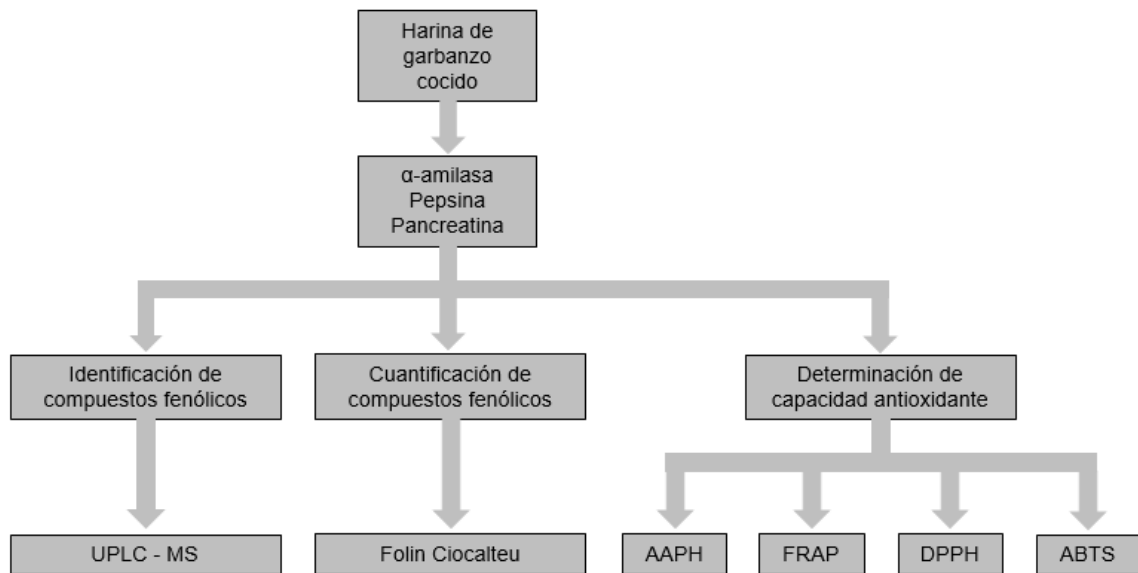 Harina de
garbanzo
cocido
α-amilasa
Pepsina
Pancreatina
Identificación de
compuestos fenólicos
Cuantificación de
compuestos fenólicos
Determinación de
capacidad antioxidante
UPLC - MS
Folin Ciocalteu
AAPH
FRAP
DPPH
ABTS